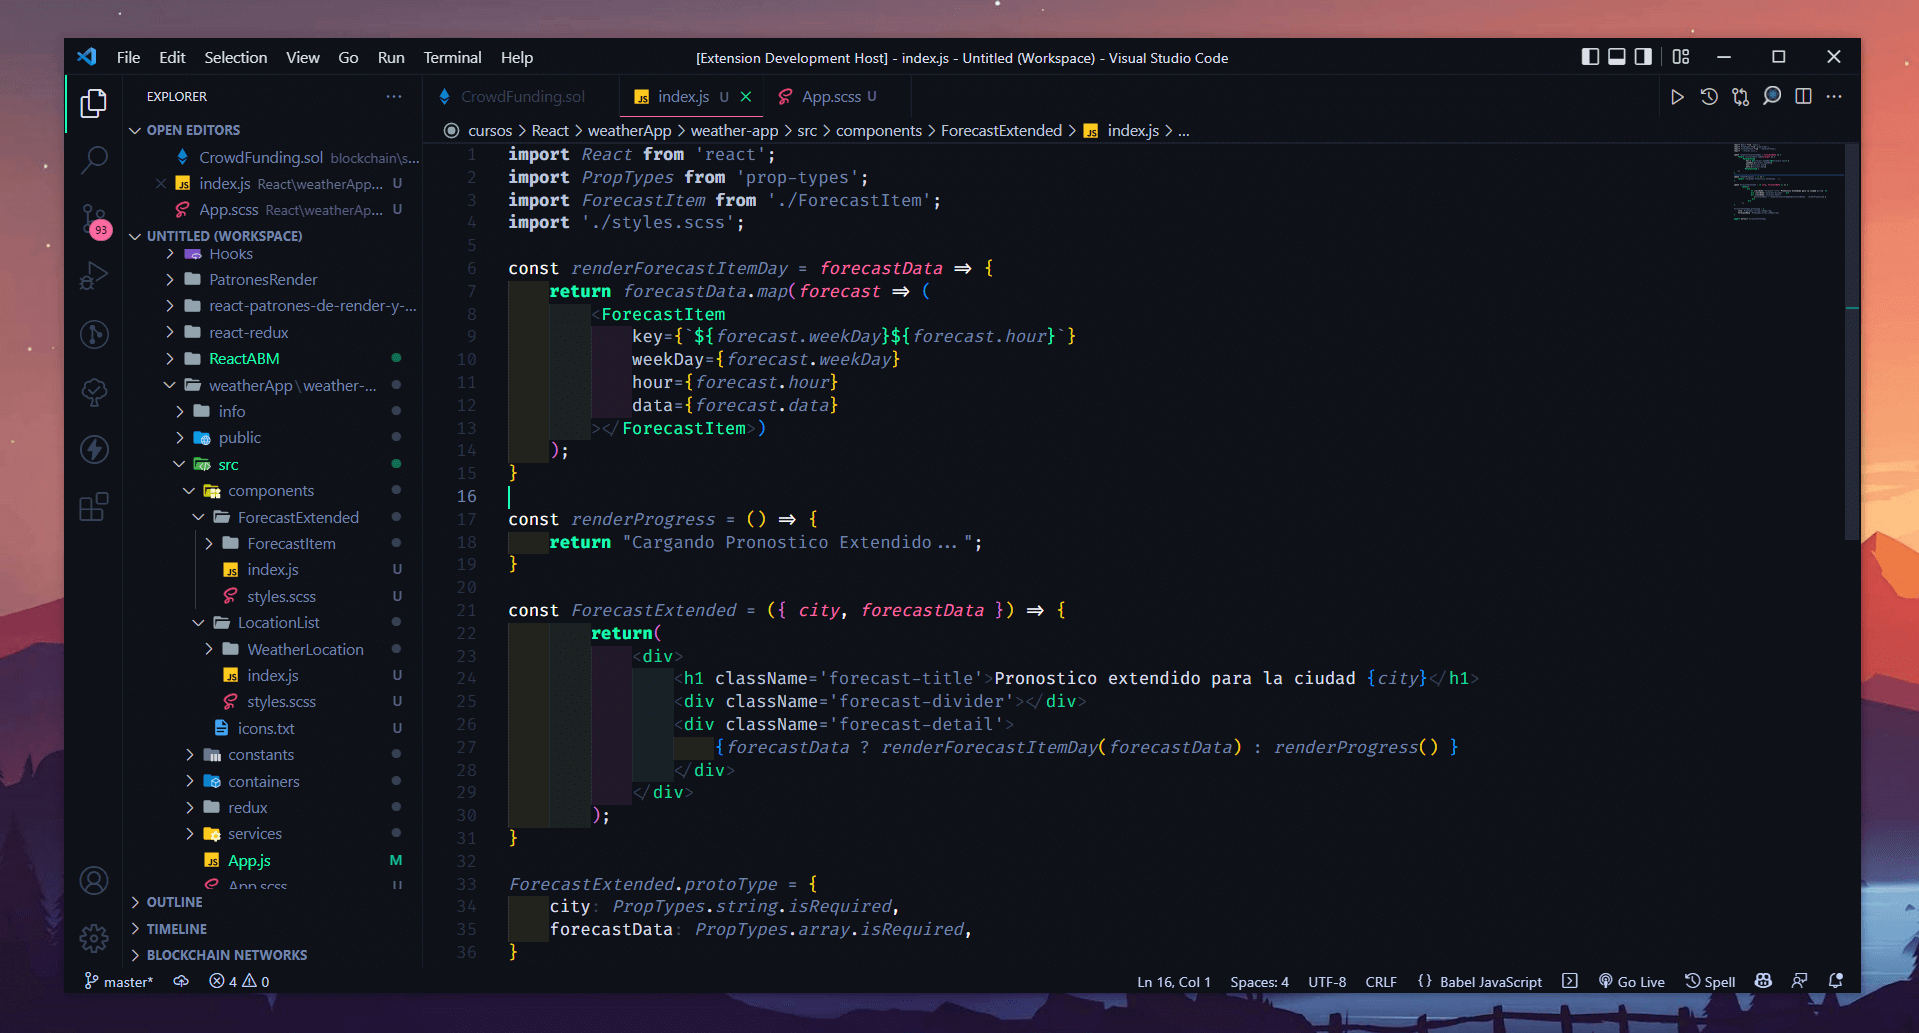 File Edit Selection View Go Run Terminal Help
[Extension Development Host] - index.js - Untitled (Workspace) - Visual Studio Code
EXPLORER
OPEN EDITORS
CrowdFunding.sol blockchain\s...
index.js React\weatherApp... U
App.scss React\weatherApp... U
UNTITLED (WORKSPACE)
Hooks
PatronesRender
react-patrones-de-render-y-...
react-redux
ReactABM
weatherApp\weather-...
info
public
src
components
ForecastExtended
ForecastItem
index.js U
styles.scss U
LocationList
WeatherLocation
index.js U
styles.scss U
icons.txt U
constants
containers
redux
services
App.js M
App.scss U
OUTLINE
TIMELINE
BLOCKCHAIN NETWORKS
93
CrowdFunding.sol index.js U App.scss U
cursos > React > weatherApp > weather-app > src > components > ForecastExtended > index.js > ...
1 import React from 'react';
2 import PropTypes from 'prop-types';
3 import ForecastItem from './ForecastItem';
4 import './styles.scss';
5
6 const renderForecastItemDay = forecastData => {
7 return forecastData.map(forecast => (
8 <ForecastItem
9 key={`${forecast.weekDay}${forecast.hour}`}
10 weekDay={forecast.weekDay}
11 hour={forecast.hour}
12 data={forecast.data}
13 ></ForecastItem>)
14 );
15 }
16
17 const renderProgress = () => {
18 return "Cargando Pronostico Extendido...";
19 }
20
21 const ForecastExtended = ({ city, forecastData }) => {
22 return(
23 <div>
24 <h1 className='forecast-title'>Pronostico extendido para la ciudad {city}</h1>
25 <div className='forecast-divider'></div>
26 <div className='forecast-detail'>
27 {forecastData ? renderForecastItemDay(forecastData) : renderProgress() }
28 </div>
29 </div>
30 );
31 }
32
33 ForecastExtended.protoType = {
34 city: PropTypes.string.isRequired,
35 forecastData: PropTypes.array.isRequired,
36 }
master* 4 0 Ln 16, Col 1 Spaces: 4 UTF-8 CRLF {} Babel JavaScript Go Live Spell